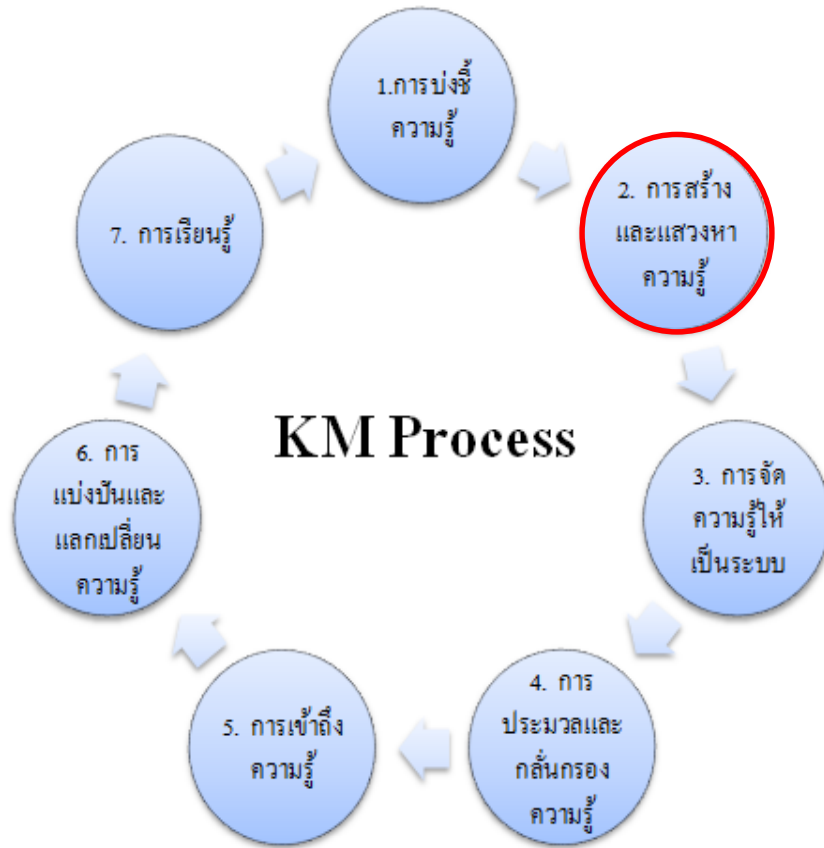 1.การบ่งชี้
ความรู้
2. การสร้าง
และแสวงหา
ความรู้
3. การจัด
ความรู้ให้
เป็นระบบ
4. การ
ประมวลและ
กลั่นกรอง
ความรู้
5. การเข้าถึง
ความรู้
6. การ
แบ่งปันและ
แลกเปลี่ยน
ความรู้
7. การเรียนรู้
KM Process